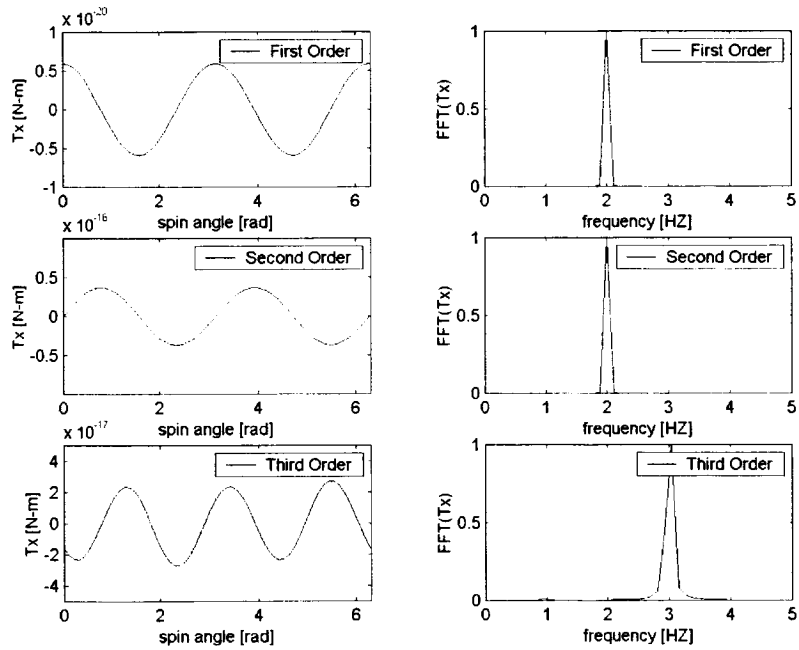 x 10^-20
First Order
Tx [N-m]
1
0.5
0
-0.5
-1
0 2 4 6
spin angle [rad]
First Order
FFT(Tx)
1
0.5
0
0 1 2 3 4 5
frequency [HZ]
x 10^-16
Second Order
Tx [N-m]
0.5
0
-0.5
0 2 4 6
spin angle [rad]
Second Order
FFT(Tx)
1
0.5
0
0 1 2 3 4 5
frequency [HZ]
x 10^-17
Third Order
Tx [N-m]
4
2
0
-2
-4
0 2 4 6
spin angle [rad]
Third Order
FFT(Tx)
1
0.5
0
0 1 2 3 4 5
frequency [HZ]